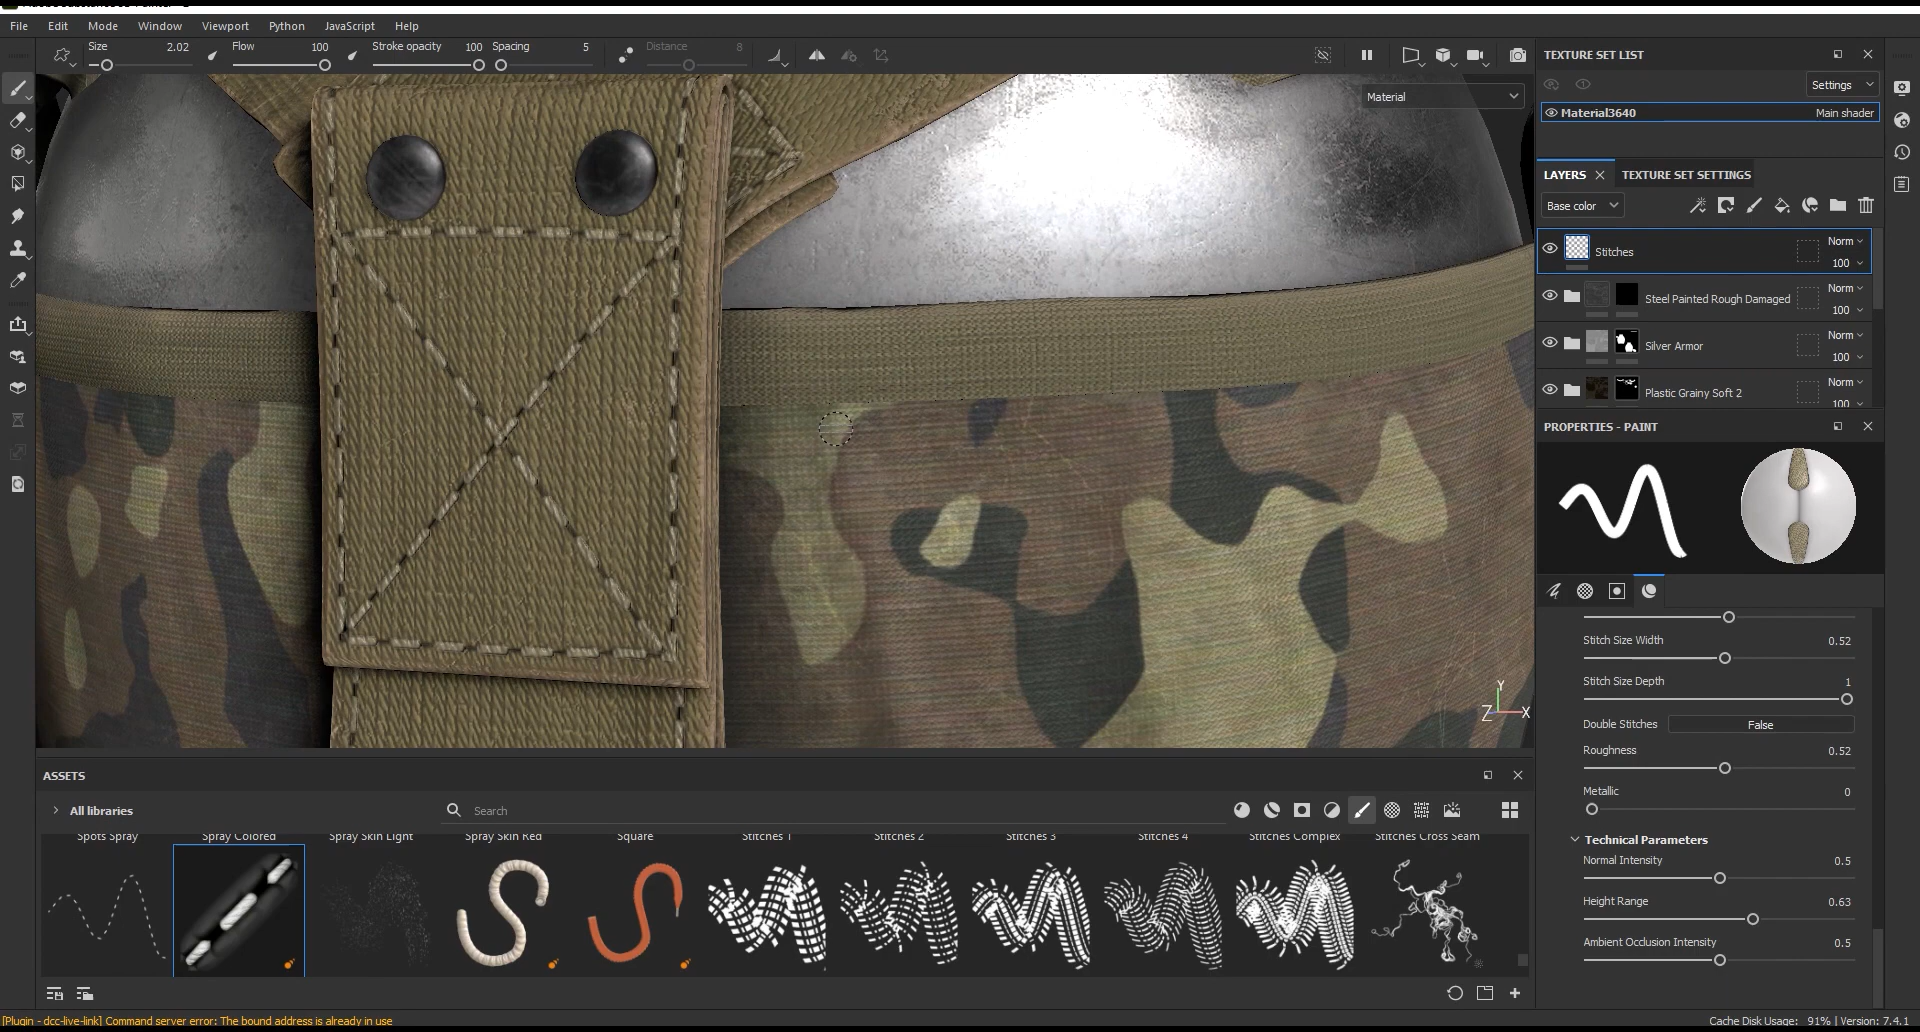 File Edit Mode Window Viewport Python JavaScript Help
Size 2.02 Flow 100 Stroke opacity 100 Spacing 5 Distance 8
Material
TEXTURE SET LIST
Settings
Material3640 Main shader
LAYERS TEXTURE SET SETTINGS
Base color
Stitches Norm 100
Steel Painted Rough Damaged Norm 100
Silver Armor Norm 100
Plastic Grainy Soft 2 Norm 100
PROPERTIES - PAINT
Stitch Size Width 0.52
Stitch Size Depth 1
Double Stitches False
Roughness 0.52
Metallic 0
Technical Parameters
Normal Intensity 0.5
Height Range 0.63
Ambient Occlusion Intensity 0.5
Y
Z X
ASSETS
All libraries Search
Spots Spray Spray Colored Spray Skin Light Spray Skin Red Square Stitches 1 Stitches 2 Stitches 3 Stitches 4 Stitches Complex Stitches Cross Seam
[Plugin - dcc-live-link] Command server error: The bound address is already in use
Cache Disk Usage: 91% | Version: 7.4.1